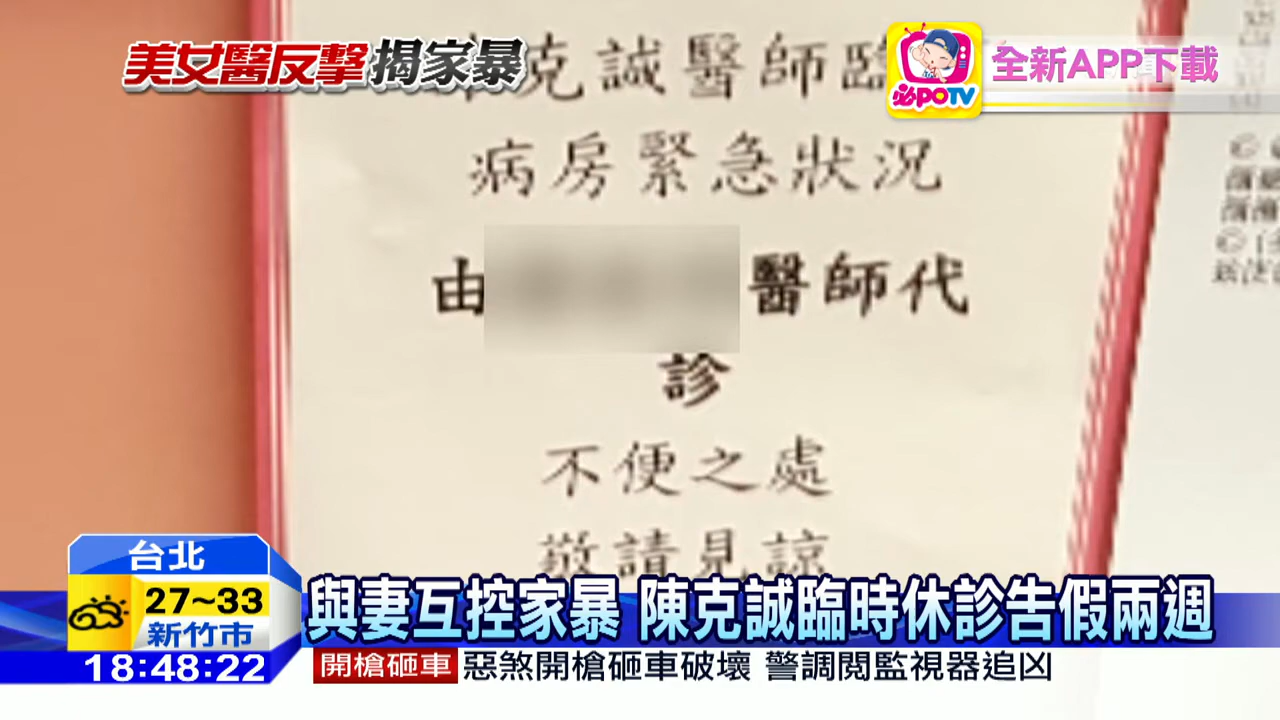 美女醫反擊 揭家暴
必POTV
全新APP下載
克誠醫師臨
病房緊急狀況
由 醫師代
診
不便之處
敬請見諒
台北
27~33
新竹市
18:48:22
與妻互控家暴 陳克誠臨時休診告假兩週
開槍砸車 惡煞開槍砸車破壞 警調閱監視器追凶